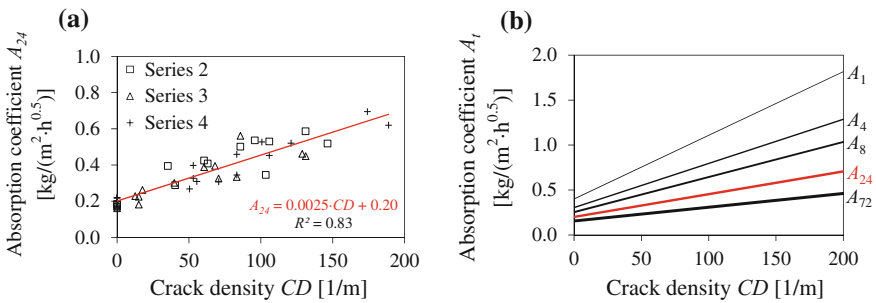 (a)
Absorption coefficient A24
[kg/(m²·h^0.5)]
1.0
0.8
0.6
0.4
0.2
0.0
Series 2
Series 3
Series 4
A24 = 0.0025·CD + 0.20
R² = 0.83
0
50
100
150
200
Crack density CD [1/m]
(b)
Absorption coefficient At
[kg/(m²·h^0.5)]
2.0
1.5
1.0
0.5
0.0
A1
A4
A8
A24
A72
0
100
200
Crack density CD [1/m]